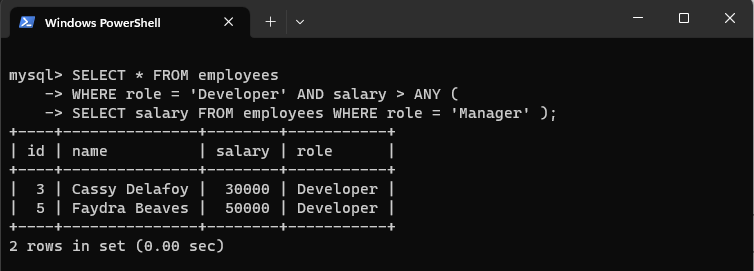 Windows PowerShell
mysql> SELECT * FROM employees
    -> WHERE role = 'Developer' AND salary > ANY (
    -> SELECT salary FROM employees WHERE role = 'Manager' );
+----+---------------+--------+-----------+
| id | name          | salary | role      |
+----+---------------+--------+-----------+
|  3 | Cassy Delafoy |  30000 | Developer |
|  5 | Faydra Beaves |  50000 | Developer |
+----+---------------+--------+-----------+
2 rows in set (0.00 sec)